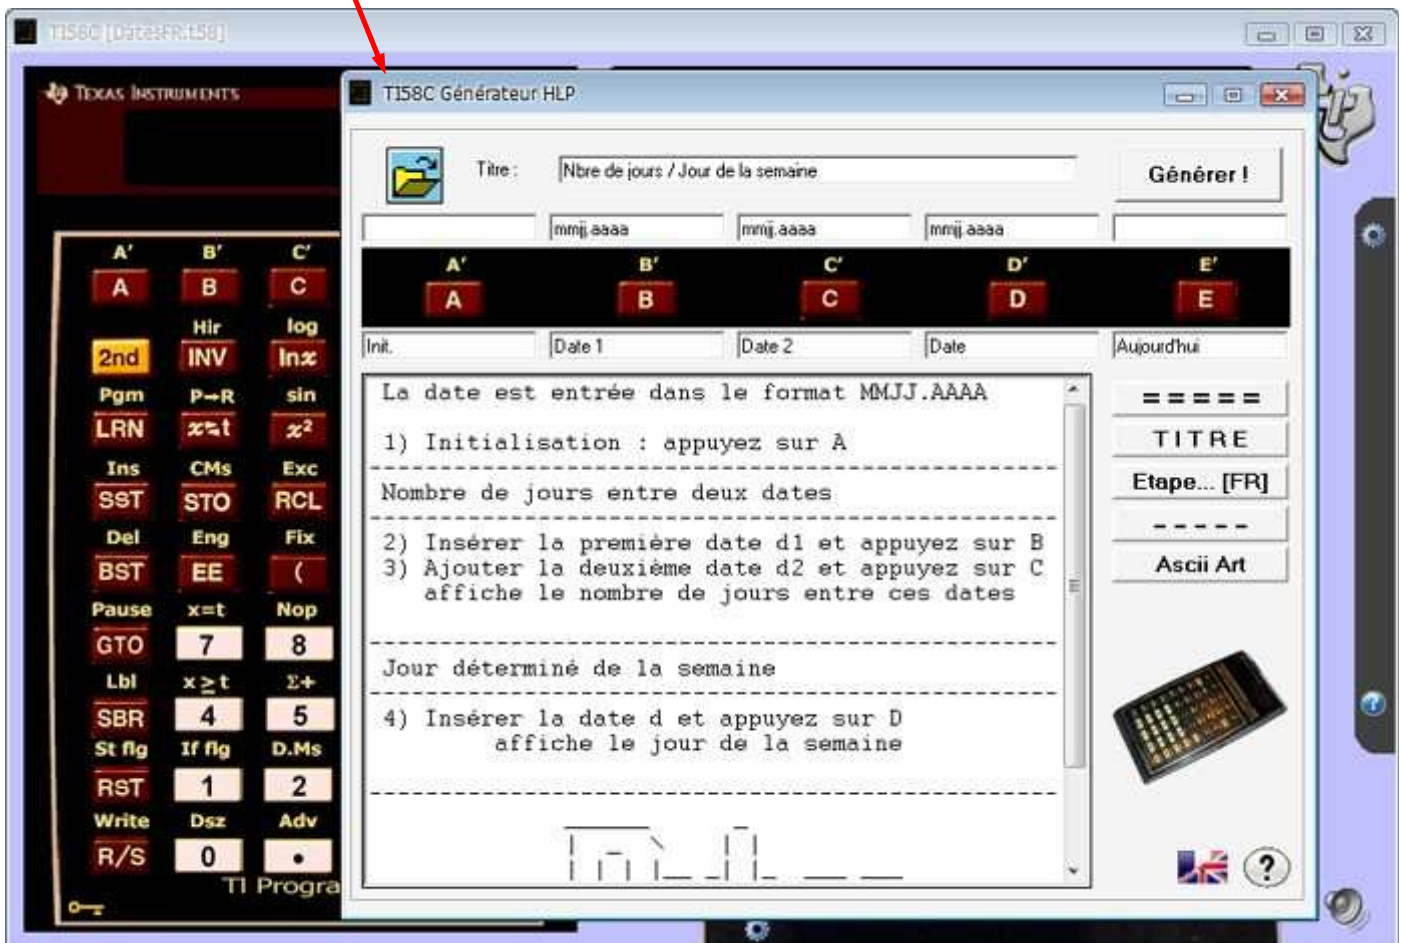 TI58C [DatesFR.t58]
TEXAS INSTRUMENTS
TI58C Générateur HLP
Titre :
Nbre de jours / Jour de la semaine
Générer !
mmjj.aaaa
mmjj.aaaa
mmjj.aaaa
A' B' C' D' E'
A B C D E
Init.
Date 1
Date 2
Date
Aujourd'hui
La date est entrée dans le format MMJJ.AAAA
1) Initialisation : appuyez sur A
------------------------------------------------
Nombre de jours entre deux dates
------------------------------------------------
2) Insérer la première date d1 et appuyez sur B
3) Ajouter la deuxième date d2 et appuyez sur C
affiche le nombre de jours entre ces dates
------------------------------------------------
Jour déterminé de la semaine
------------------------------------------------
4) Insérer la date d et appuyez sur D
affiche le jour de la semaine
------------------------------------------------
= = = = =
T I T R E
Etape... [FR]
- - - - -
Ascii Art
?
A' B' C'
A B C
Hir log
2nd INV lnx
Pgm P→R sin
LRN x⇄t x²
Ins CMs Exc
SST STO RCL
Del Eng Fix
BST EE (
Pause x=t Nop
GTO 7 8
Lbl x≥t Σ+
SBR 4 5
St flg If flg D.Ms
RST 1 2
Write Dsz Adv
R/S 0 •
TI Progra
?